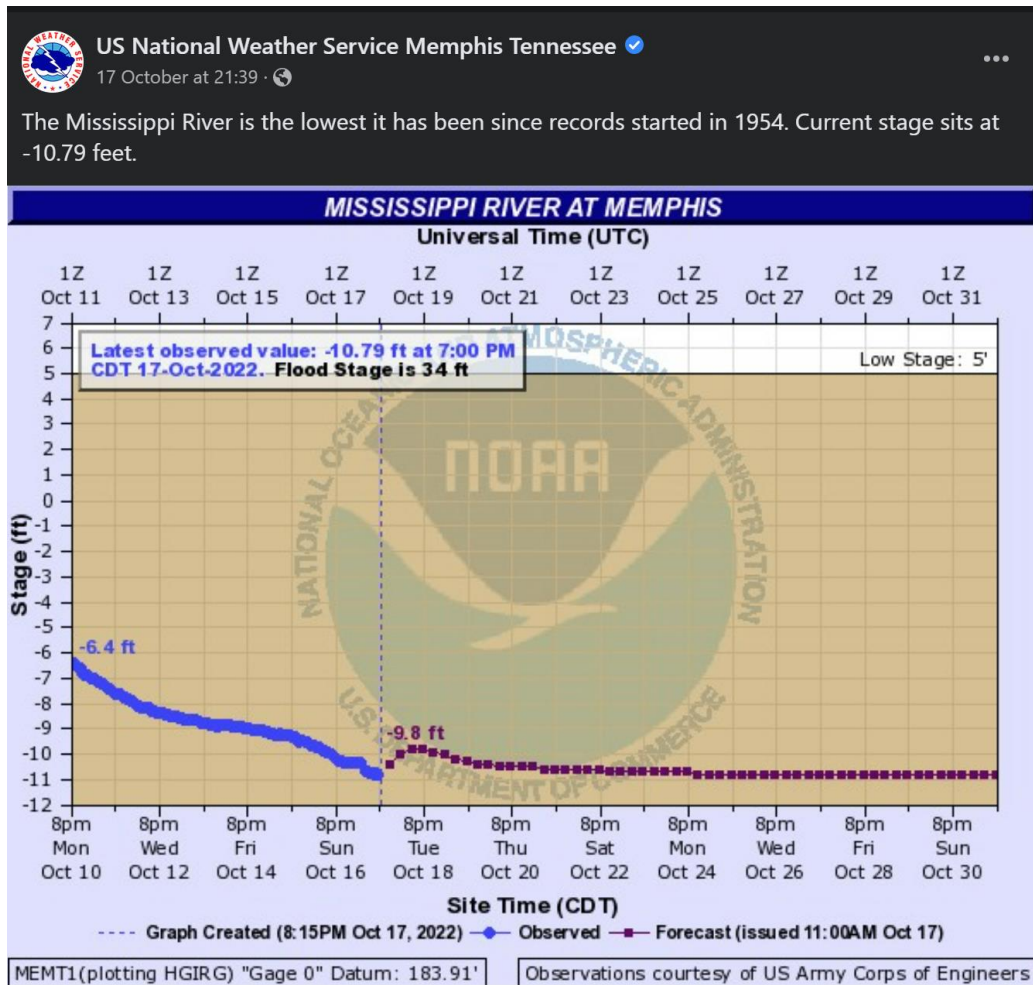 US National Weather Service Memphis Tennessee
17 October at 21:39 ·
The Mississippi River is the lowest it has been since records started in 1954. Current stage sits at
-10.79 feet.
MISSISSIPPI RIVER AT MEMPHIS
Universal Time (UTC)
1Z 1Z 1Z 1Z 1Z 1Z 1Z 1Z 1Z 1Z 1Z
Oct 11 Oct 13 Oct 15 Oct 17 Oct 19 Oct 21 Oct 23 Oct 25 Oct 27 Oct 29 Oct 31
Latest observed value: -10.79 ft at 7:00 PM
CDT 17-Oct-2022. Flood Stage is 34 ft
Low Stage: 5'
Stage (ft)
7
6
5
4
3
2
1
0
-1
-2
-3
-4
-5
-6
-7
-8
-9
-10
-11
-12
-6.4 ft
-9.8 ft
NATIONAL OCEANIC AND ATMOSPHERIC ADMINISTRATION
NOAA
U.S. DEPARTMENT OF COMMERCE
8pm 8pm 8pm 8pm 8pm 8pm 8pm 8pm 8pm 8pm 8pm
Mon Wed Fri Sun Tue Thu Sat Mon Wed Fri Sun
Oct 10 Oct 12 Oct 14 Oct 16 Oct 18 Oct 20 Oct 22 Oct 24 Oct 26 Oct 28 Oct 30
Site Time (CDT)
Graph Created (8:15PM Oct 17, 2022) Observed Forecast (issued 11:00AM Oct 17)
MEMT1(plotting HGIRG) "Gage 0" Datum: 183.91'
Observations courtesy of US Army Corps of Engineers
NATIONAL WEATHER SERVICE